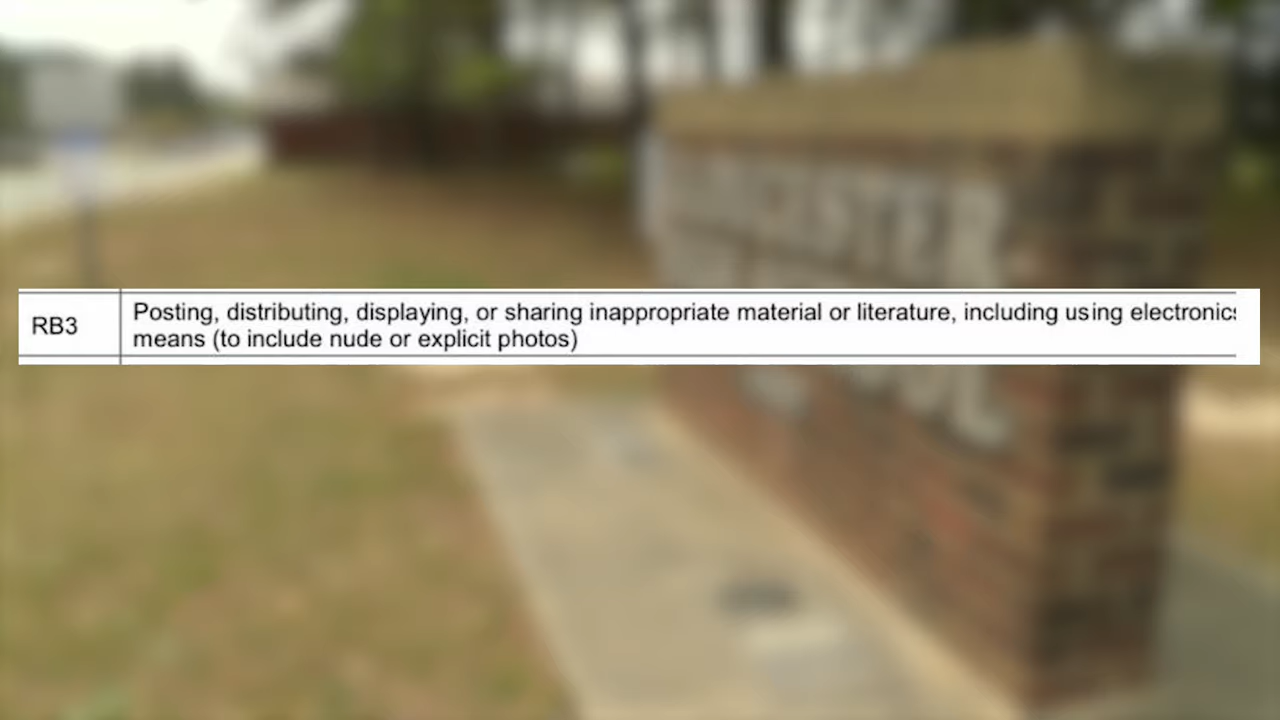 RB3
Posting, distributing, displaying, or sharing inappropriate material or literature, including using electronic
means (to include nude or explicit photos)